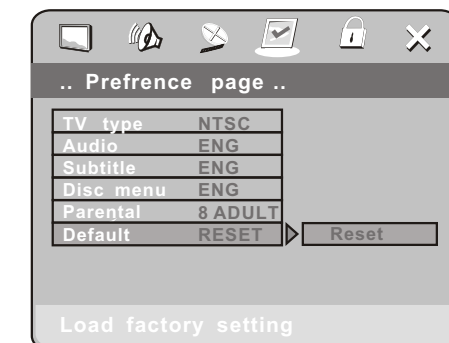 .. Prefrence page ..
TV type NTSC
Audio ENG
Subtitle ENG
Disc menu ENG
Parental 8 ADULT
Default RESET Reset
Load factory setting